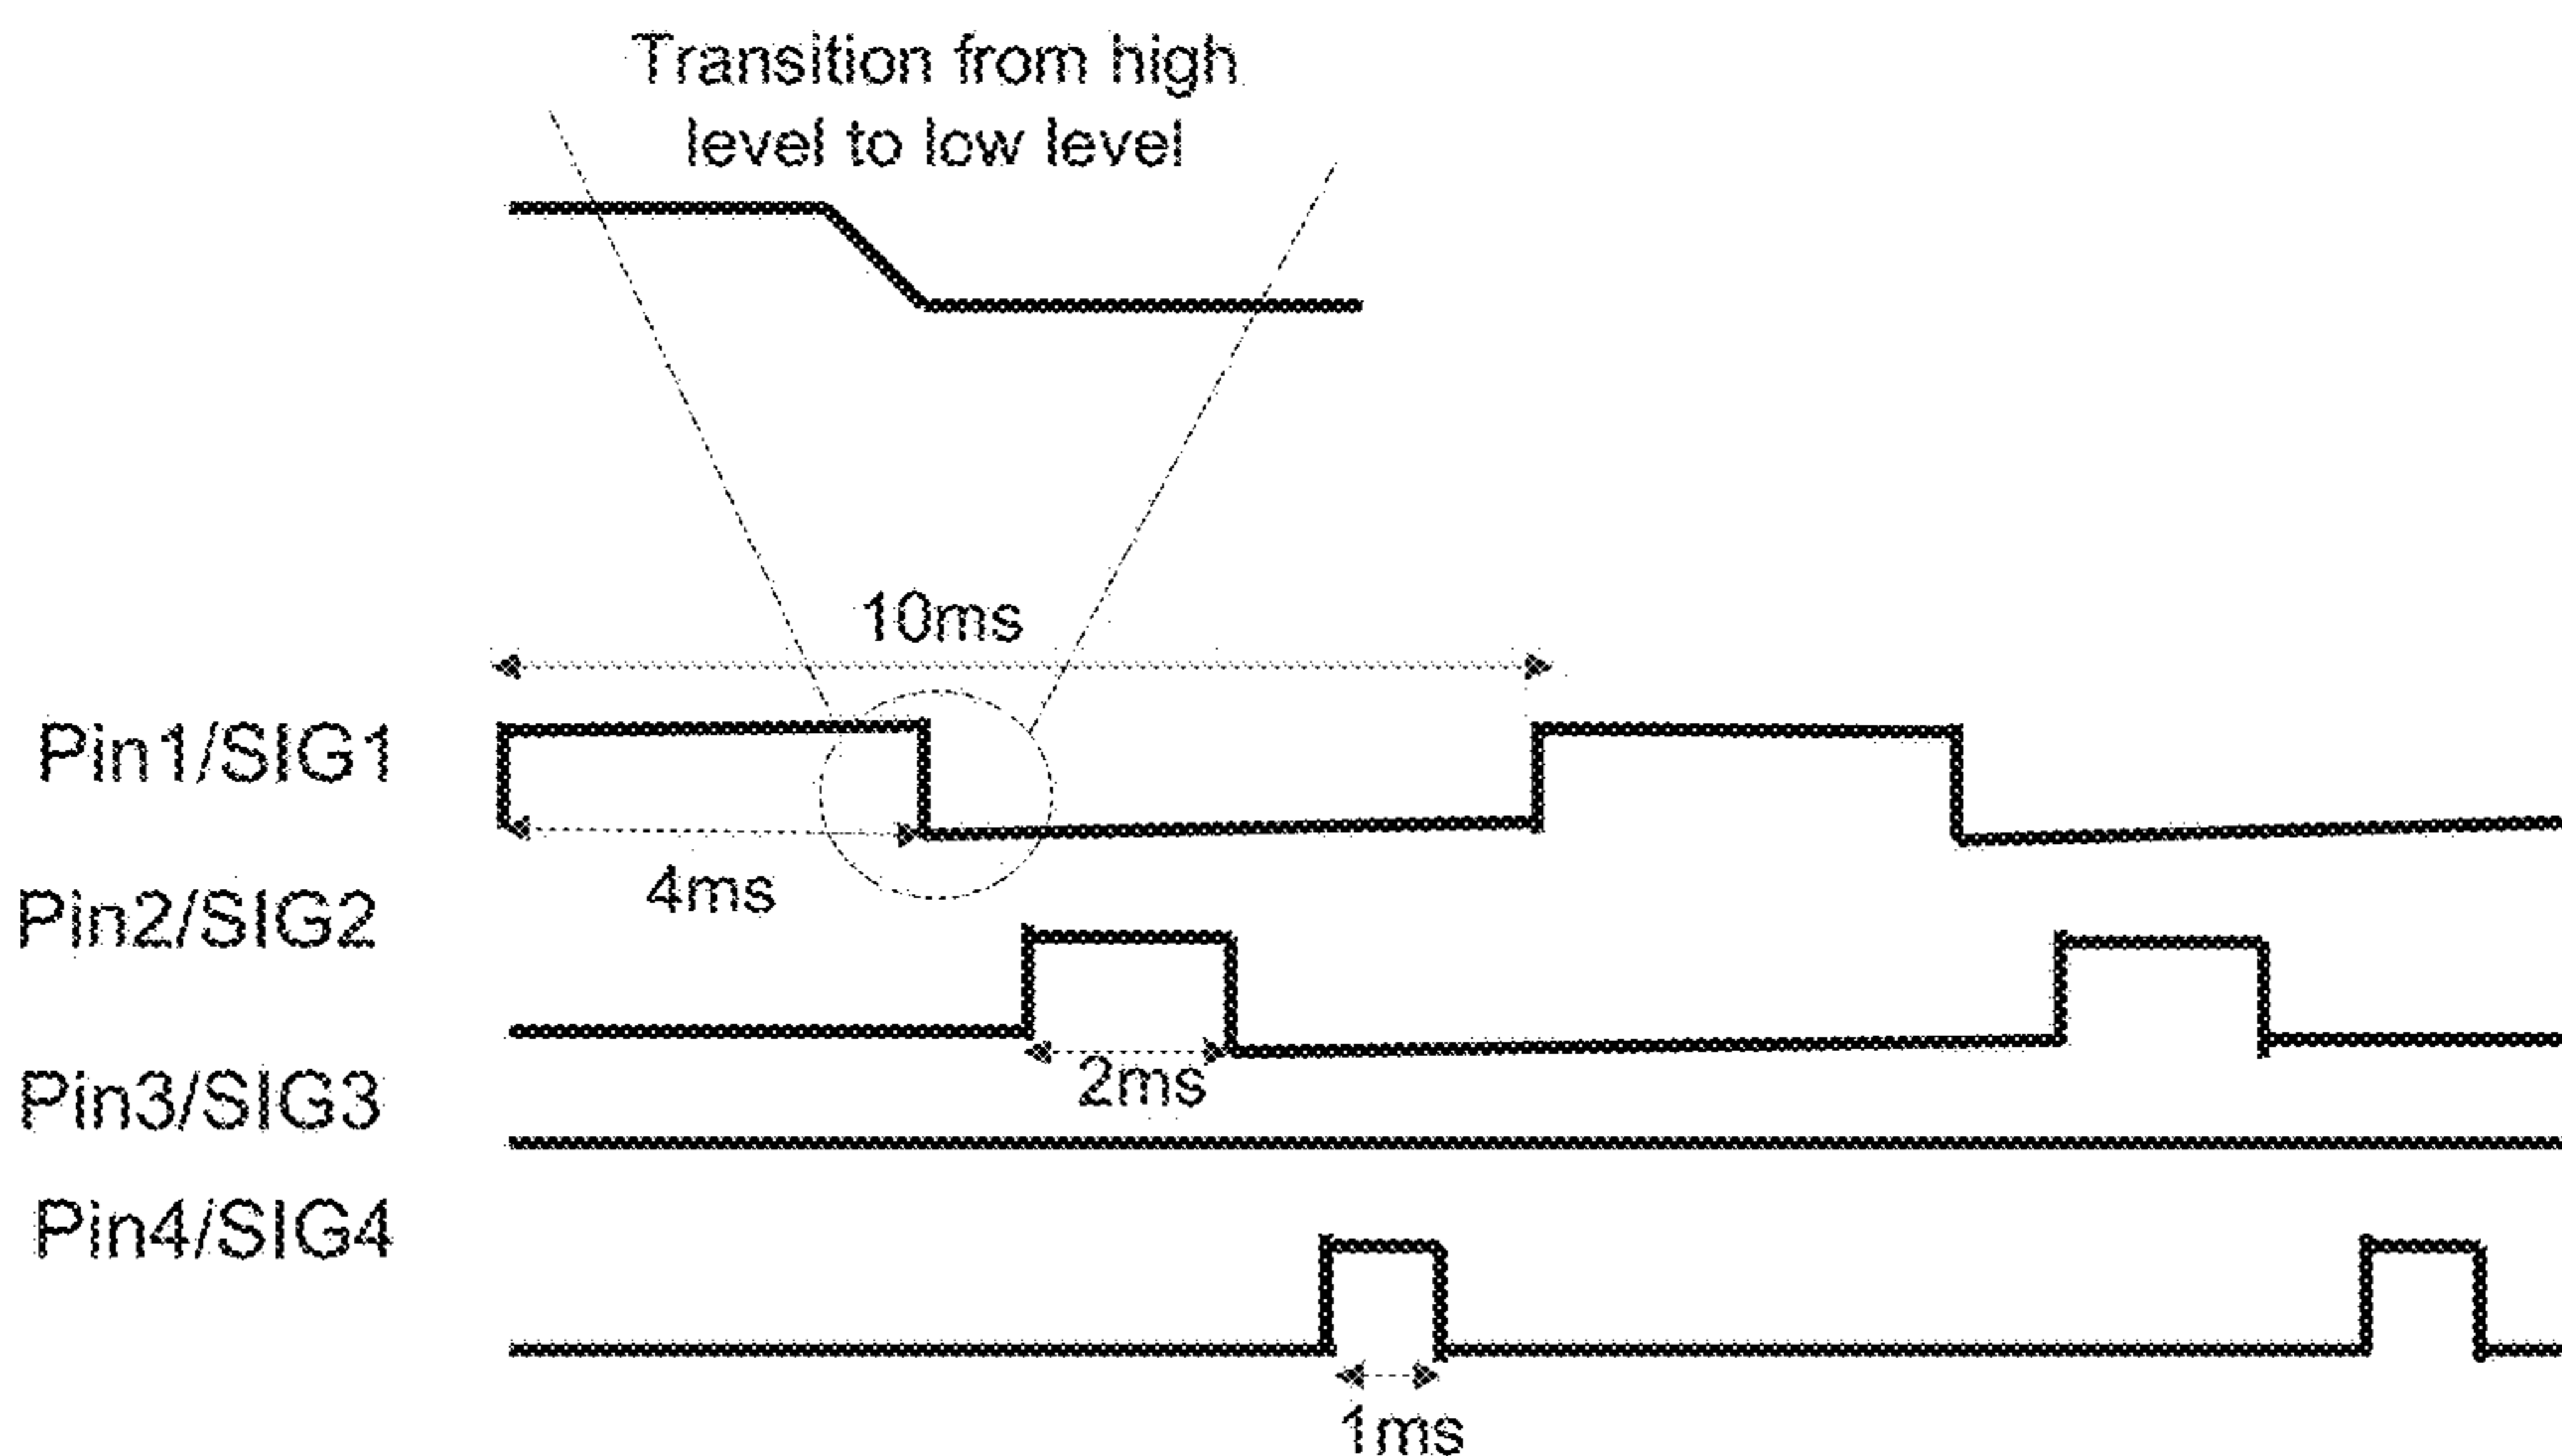 Transition from high
level to low level
10ms
Pin1/SIG1
4ms
Pin2/SIG2
2ms
Pin3/SIG3
Pin4/SIG4
1ms